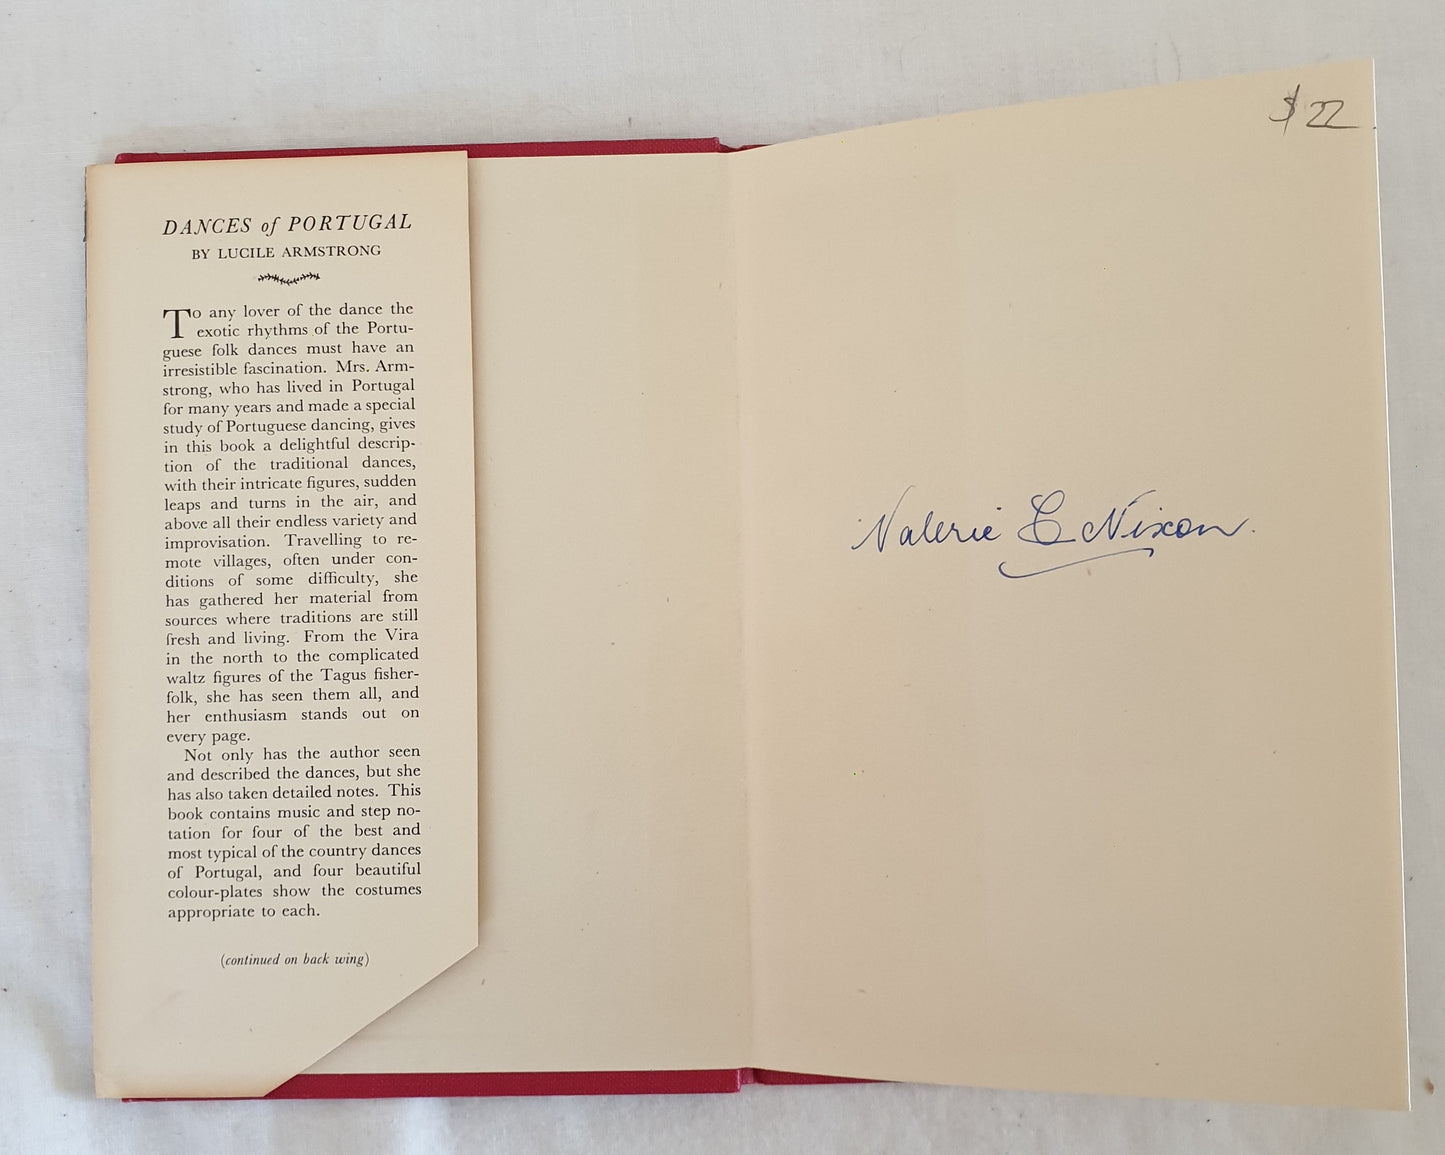 DANCES of PORTUGAL
BY LUCILE ARMSTRONG
To any lover of the dance the
exotic rhythms of the Portu-
guese folk dances must have an
irresistible fascination. Mrs. Arm-
strong, who has lived in Portugal
for many years and made a special
study of Portuguese dancing, gives
in this book a delightful descrip-
tion of the traditional dances,
with their intricate figures, sudden
leaps and turns in the air, and
above all their endless variety and
improvisation. Travelling to re-
mote villages, often under con-
ditions of some difficulty, she
has gathered her material from
sources where traditions are still
fresh and living. From the Vira
in the north to the complicated
waltz figures of the Tagus fisher-
folk, she has seen them all, and
her enthusiasm stands out on
every page.
Not only has the author seen
and described the dances, but she
has also taken detailed notes. This
book contains music and step no-
tation for four of the best and
most typical of the country dances
of Portugal, and four beautiful
colour-plates show the costumes
appropriate to each.
(continued on back wing)
$22
Valerie E Nixon.